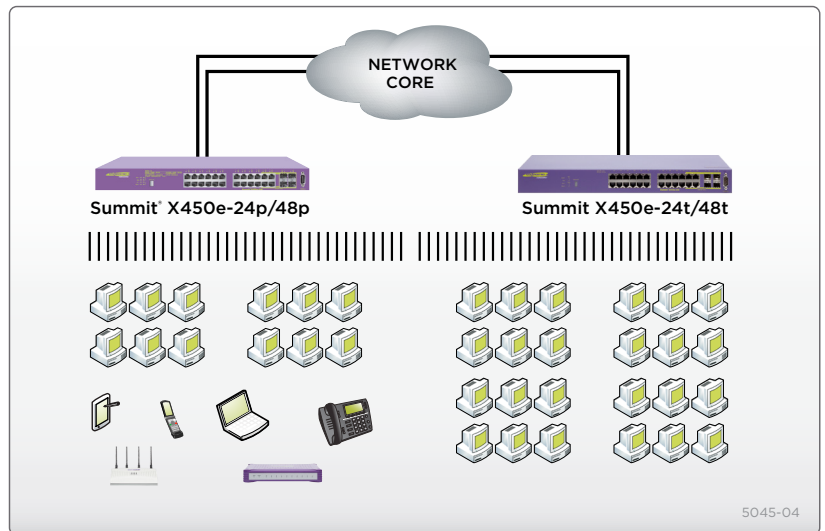 NETWORK
CORE
Summit® X450e-24p/48p
Summit X450e-24t/48t
5045-04